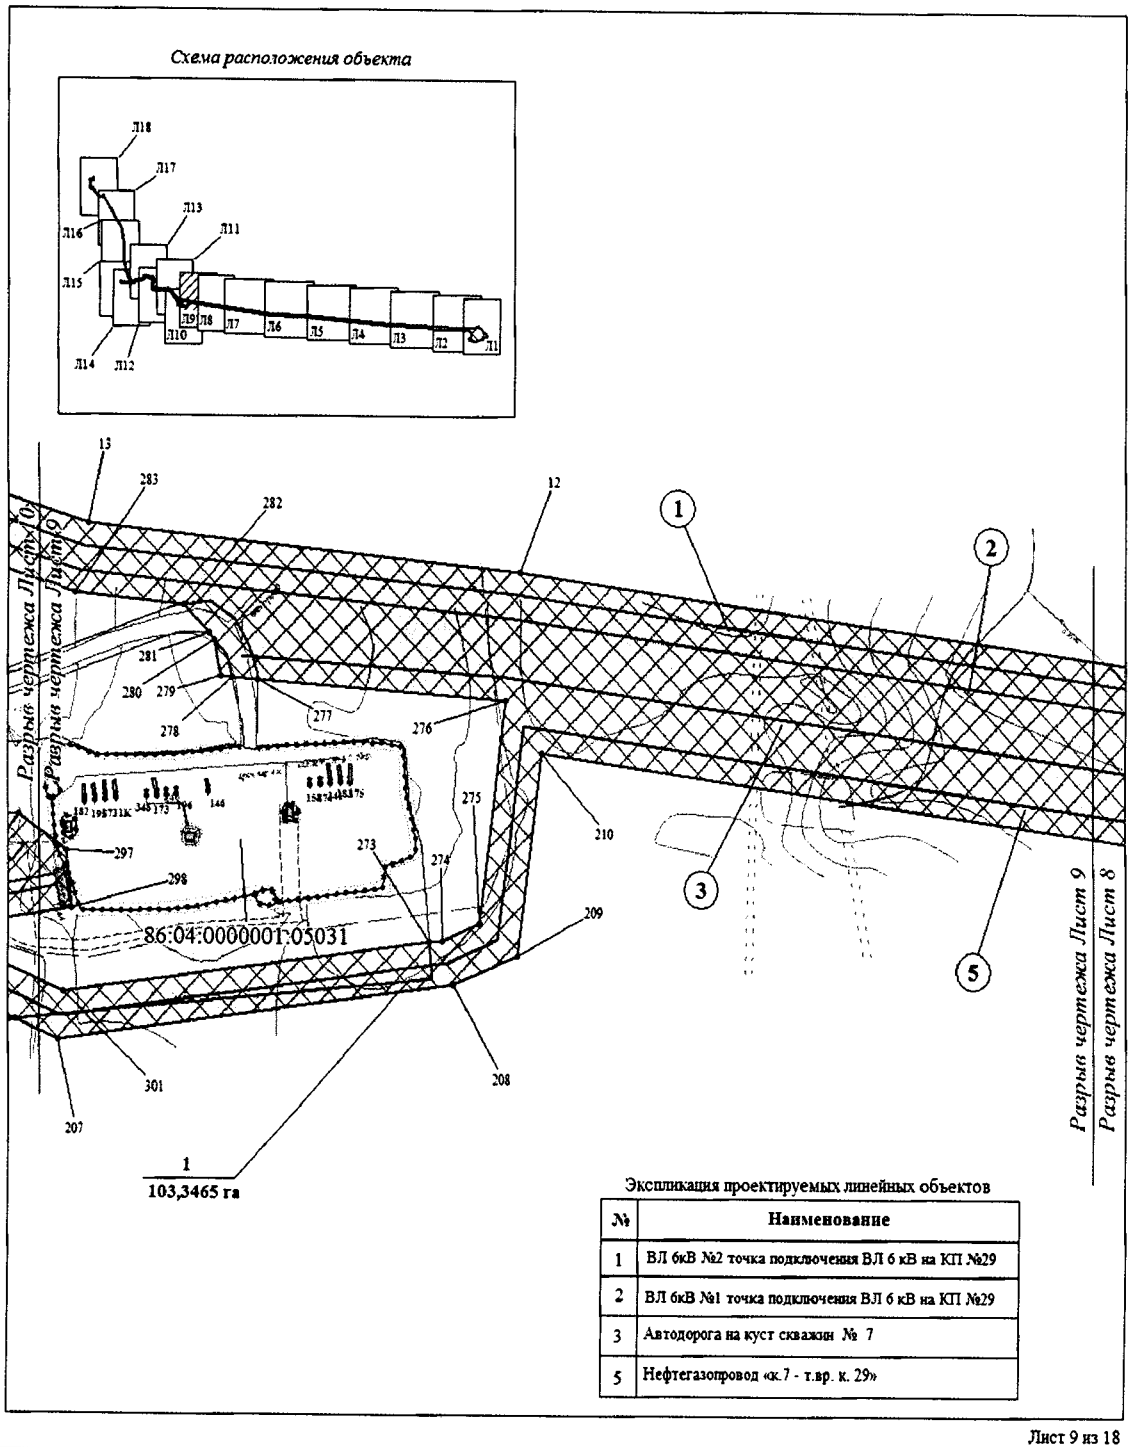 Схема расположения объекта
Л18
Л17
Л16
Л13
Л11
Л15
Л9
Л8
Л7
Л6
Л5
Л4
Л3
Л2
Л1
Л10
Л14
Л12
13
283
282
12
1
2
Разрыв чертежа Лист 10
Разрыв чертежа Лист 9
281
280
279
278
277
276
275
210
182
348
173
146
297
273
274
3
298
209
86:04:0000001:05031
5
Разрыв чертежа Лист 9
Разрыв чертежа Лист 8
301
208
207
1
103,3465 га
Экспликация проектируемых линейных объектов
№ Наименование
1 ВЛ 6кВ №2 точка подключения ВЛ 6 кВ на КП №29
2 ВЛ 6кВ №1 точка подключения ВЛ 6 кВ на КП №29
3 Автодорога на куст скважин № 7
5 Нефтегазопровод «к.7 - т.вр. к. 29»
Лист 9 из 18